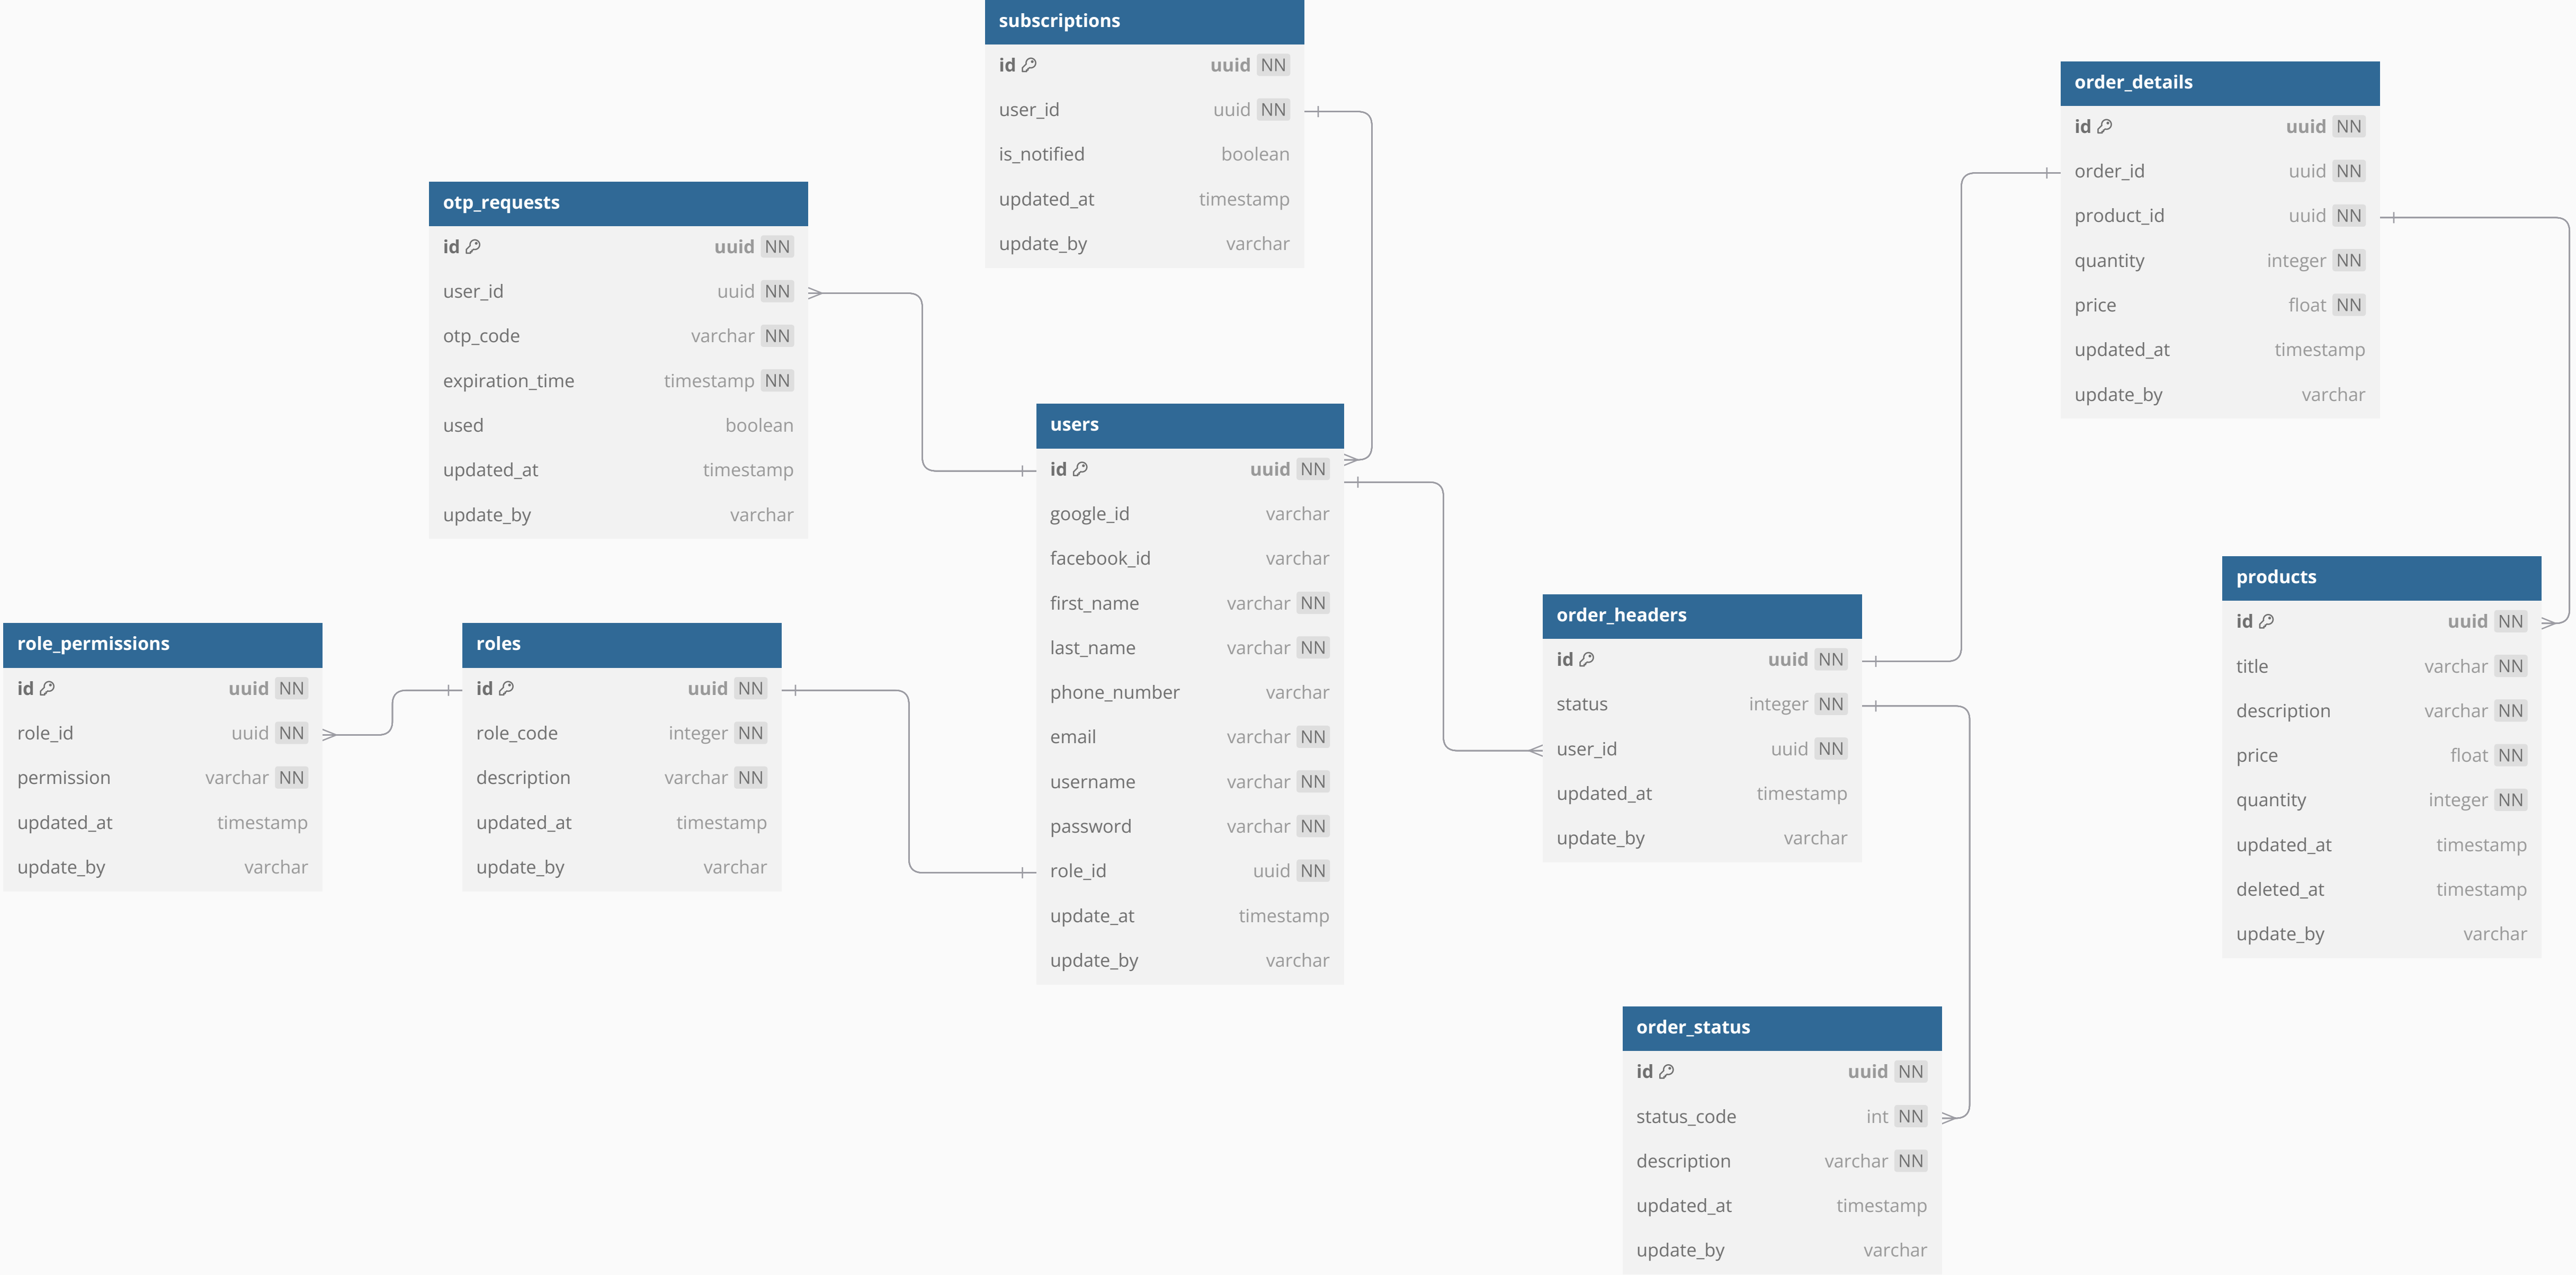 subscriptions
id uuid NN
user_id uuid NN
is_notified boolean
updated_at timestamp
update_by varchar
order_details
id uuid NN
order_id uuid NN
product_id uuid NN
quantity integer NN
price float NN
updated_at timestamp
update_by varchar
otp_requests
id uuid NN
user_id uuid NN
otp_code varchar NN
expiration_time timestamp NN
used boolean
updated_at timestamp
update_by varchar
users
id uuid NN
google_id varchar
facebook_id varchar
first_name varchar NN
last_name varchar NN
phone_number varchar
email varchar NN
username varchar NN
password varchar NN
role_id uuid NN
update_at timestamp
update_by varchar
products
id uuid NN
title varchar NN
description varchar NN
price float NN
quantity integer NN
updated_at timestamp
deleted_at timestamp
update_by varchar
order_headers
id uuid NN
status integer NN
user_id uuid NN
updated_at timestamp
update_by varchar
role_permissions
id uuid NN
role_id uuid NN
permission varchar NN
updated_at timestamp
update_by varchar
roles
id uuid NN
role_code integer NN
description varchar NN
updated_at timestamp
update_by varchar
order_status
id uuid NN
status_code int NN
description varchar NN
updated_at timestamp
update_by varchar